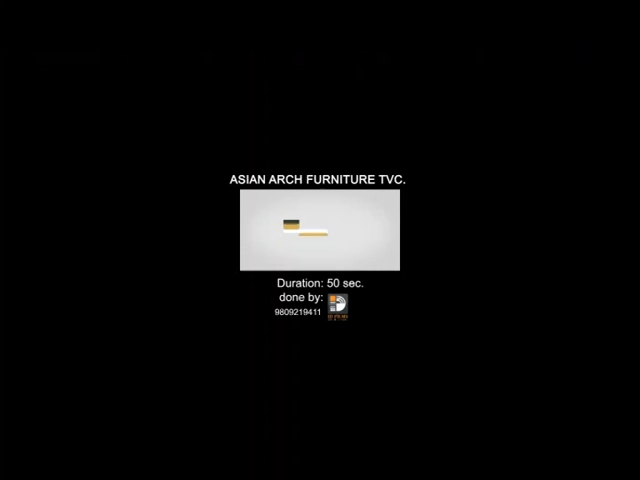 ASIAN ARCH FURNITURE TVC.
Duration: 50 sec.
done by:
9809219411